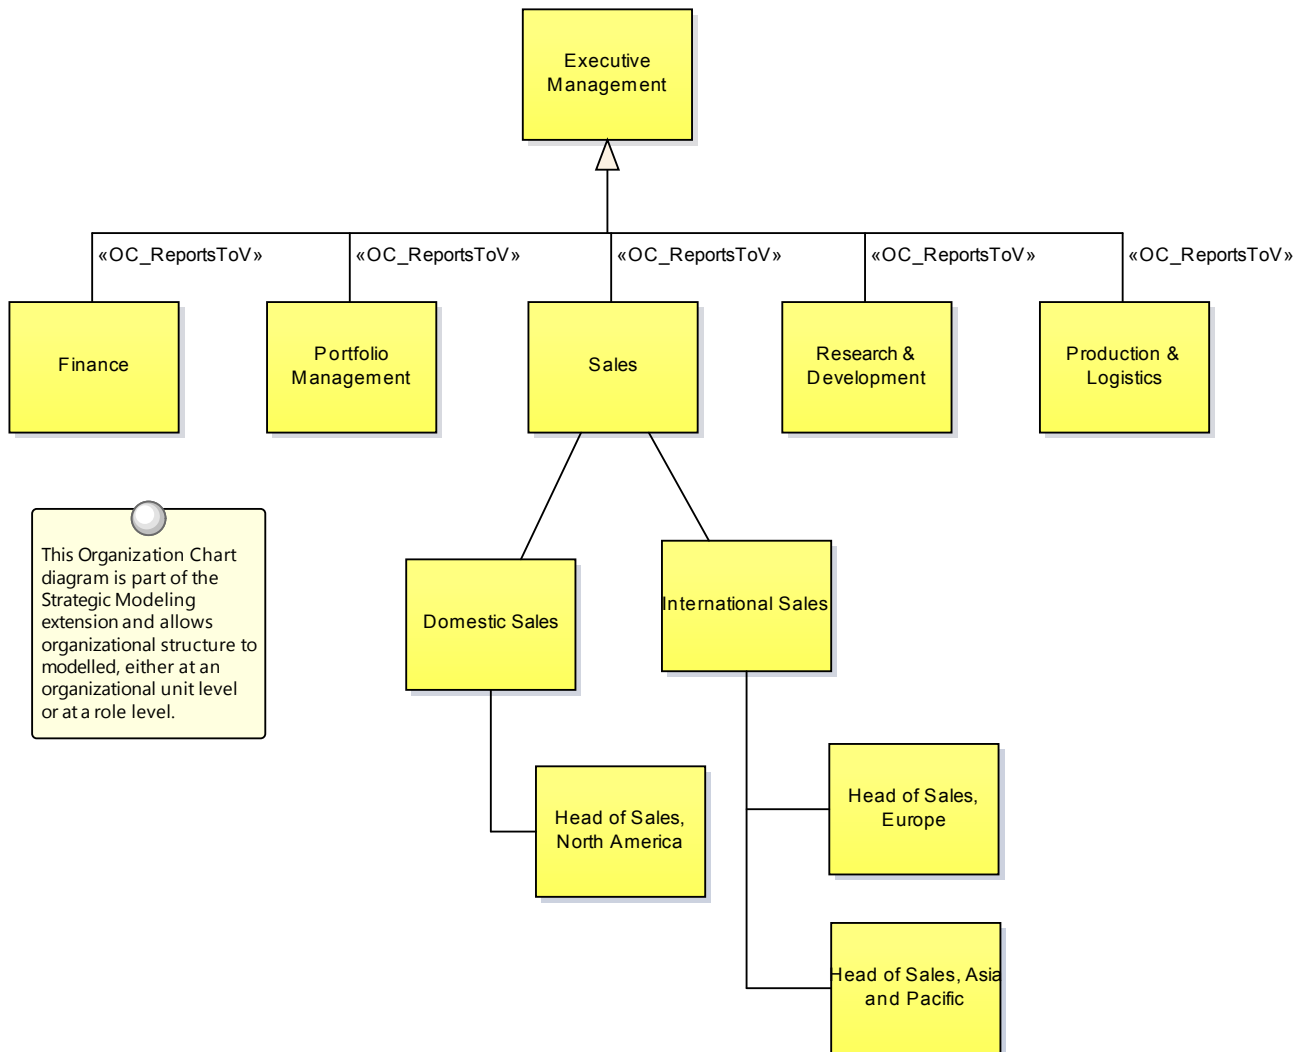 Executive
Management
«OC_ReportsToV»
«OC_ReportsToV»
«OC_ReportsToV»
«OC_ReportsToV»
«OC_ReportsToV»
Finance
Portfolio
Management
Sales
Research &
Development
Production &
Logistics
This Organization Chart
diagram is part of the
Strategic Modeling
extension and allows
organizational structure to
modelled, either at an
organizational unit level
or at a role level.
Domestic Sales
International Sales
Head of Sales,
North America
Head of Sales,
Europe
Head of Sales, Asia
and Pacific